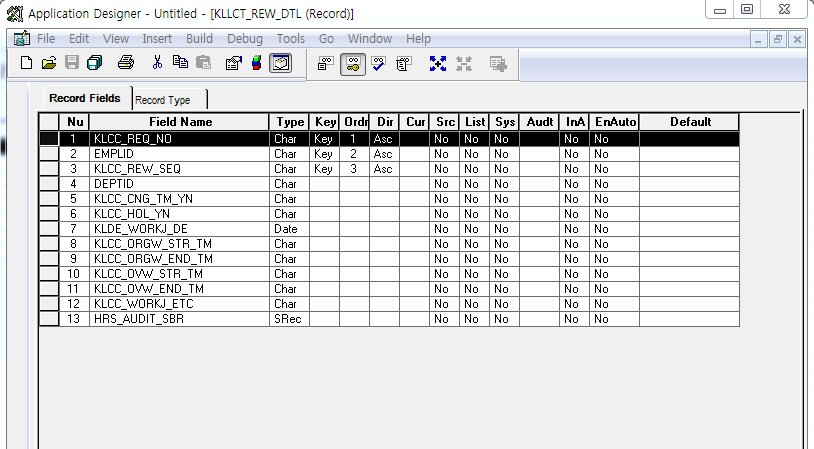 Application Designer - Untitled - [KLLCT_REW_DTL (Record)]
File Edit View Insert Build Debug Tools Go Window Help
Record Fields Record Type
Nu Field Name Type Key Ordr Dir Cur Src List Sys Audt InA EnAuto Default
1 KLCC_REQ_NO Char Key 1 Asc No No No No No
2 EMPLID Char Key 2 Asc No No No No No
3 KLCC_REW_SEQ Char Key 3 Asc No No No No No
4 DEPTID Char No No No No No
5 KLCC_CNG_TM_YN Char No No No No No
6 KLCC_HOL_YN Char No No No No No
7 KLDE_WORKJ_DE Date No No No No No
8 KLCC_ORGW_STR_TM Char No No No No No
9 KLCC_ORGW_END_TM Char No No No No No
10 KLCC_OVW_STR_TM Char No No No No No
11 KLCC_OVW_END_TM Char No No No No No
12 KLCC_WORKJ_ETC Char No No No No No
13 HRS_AUDIT_SBR SRec No No No No No